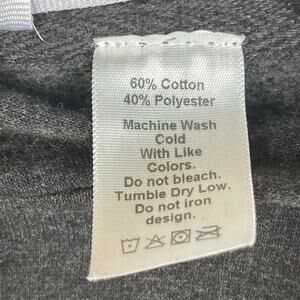 60% Cotton
40% Polyester
Machine Wash
Cold
With Like
Colors.
Do not bleach.
Tumble Dry Low.
Do not iron
design.